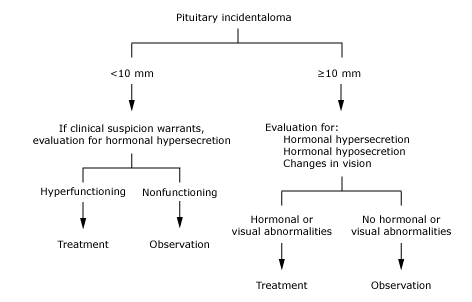 Pituitary incidentaloma
<10 mm
≥10 mm
If clinical suspicion warrants,
evaluation for hormonal hypersecretion
Evaluation for:
Hormonal hypersecretion
Hormonal hyposecretion
Changes in vision
Hyperfunctioning
Nonfunctioning
Treatment
Observation
Hormonal or
visual abnormalities
No hormonal or
visual abnormalities
Treatment
Observation